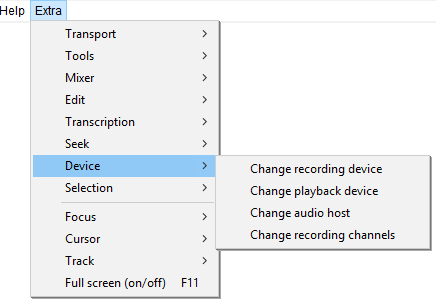 Help Extra
Transport
Tools
Mixer
Edit
Transcription
Seek
Device
Selection
Focus
Cursor
Track
Full screen (on/off) F11
Change recording device
Change playback device
Change audio host
Change recording channels